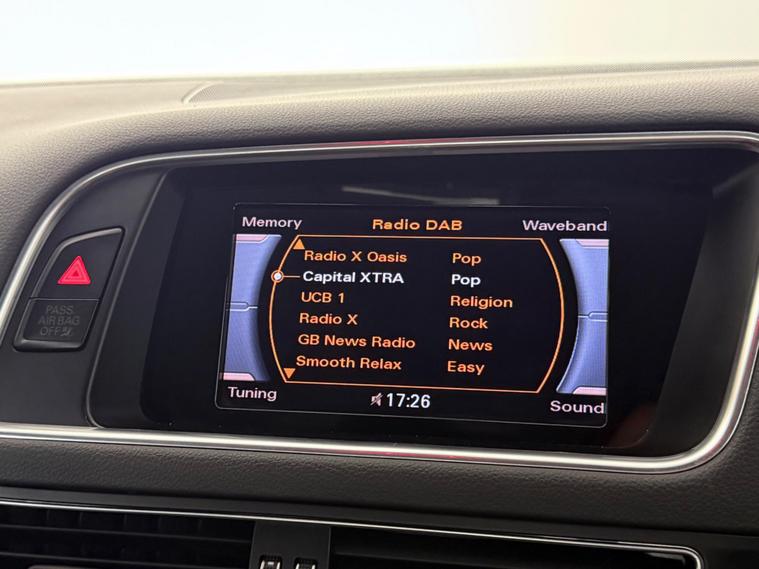 Memory Radio DAB Waveband
Radio X Oasis Pop
Capital XTRA Pop
UCB 1 Religion
Radio X Rock
GB News Radio News
Smooth Relax Easy
Tuning 17:26 Sound
PASS
AIR BAG
OFF